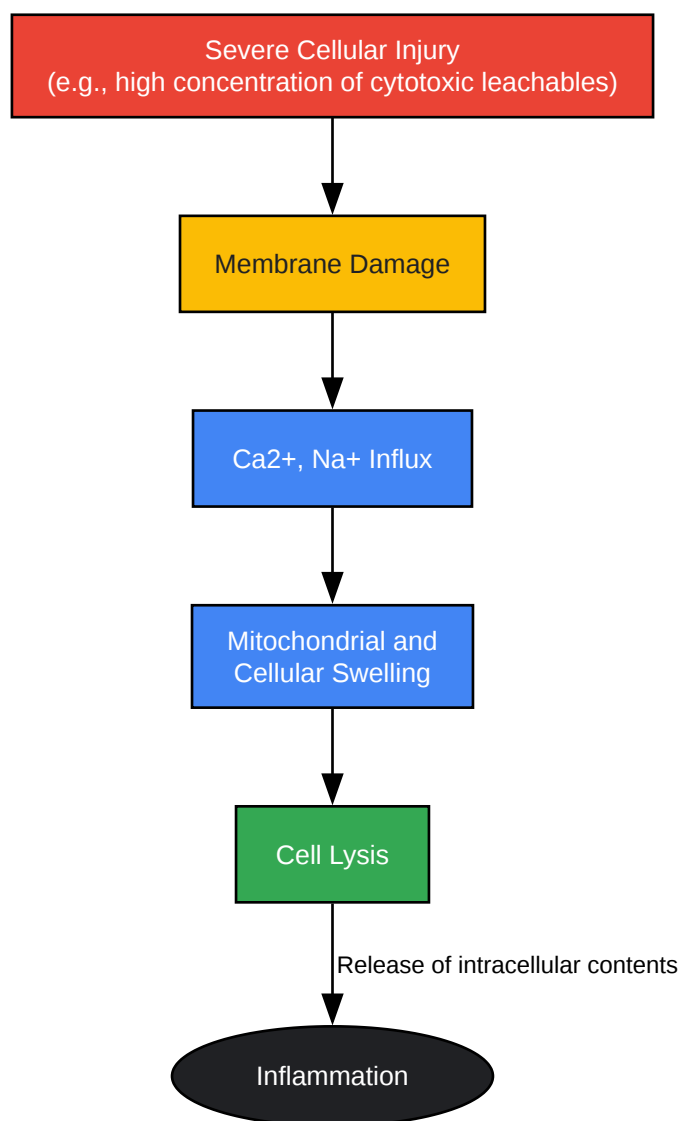 Severe Cellular Injury
(e.g., high concentration of cytotoxic leachables)
Membrane Damage
Ca2+, Na+ Influx
Mitochondrial and
Cellular Swelling
Cell Lysis
Release of intracellular contents
Inflammation